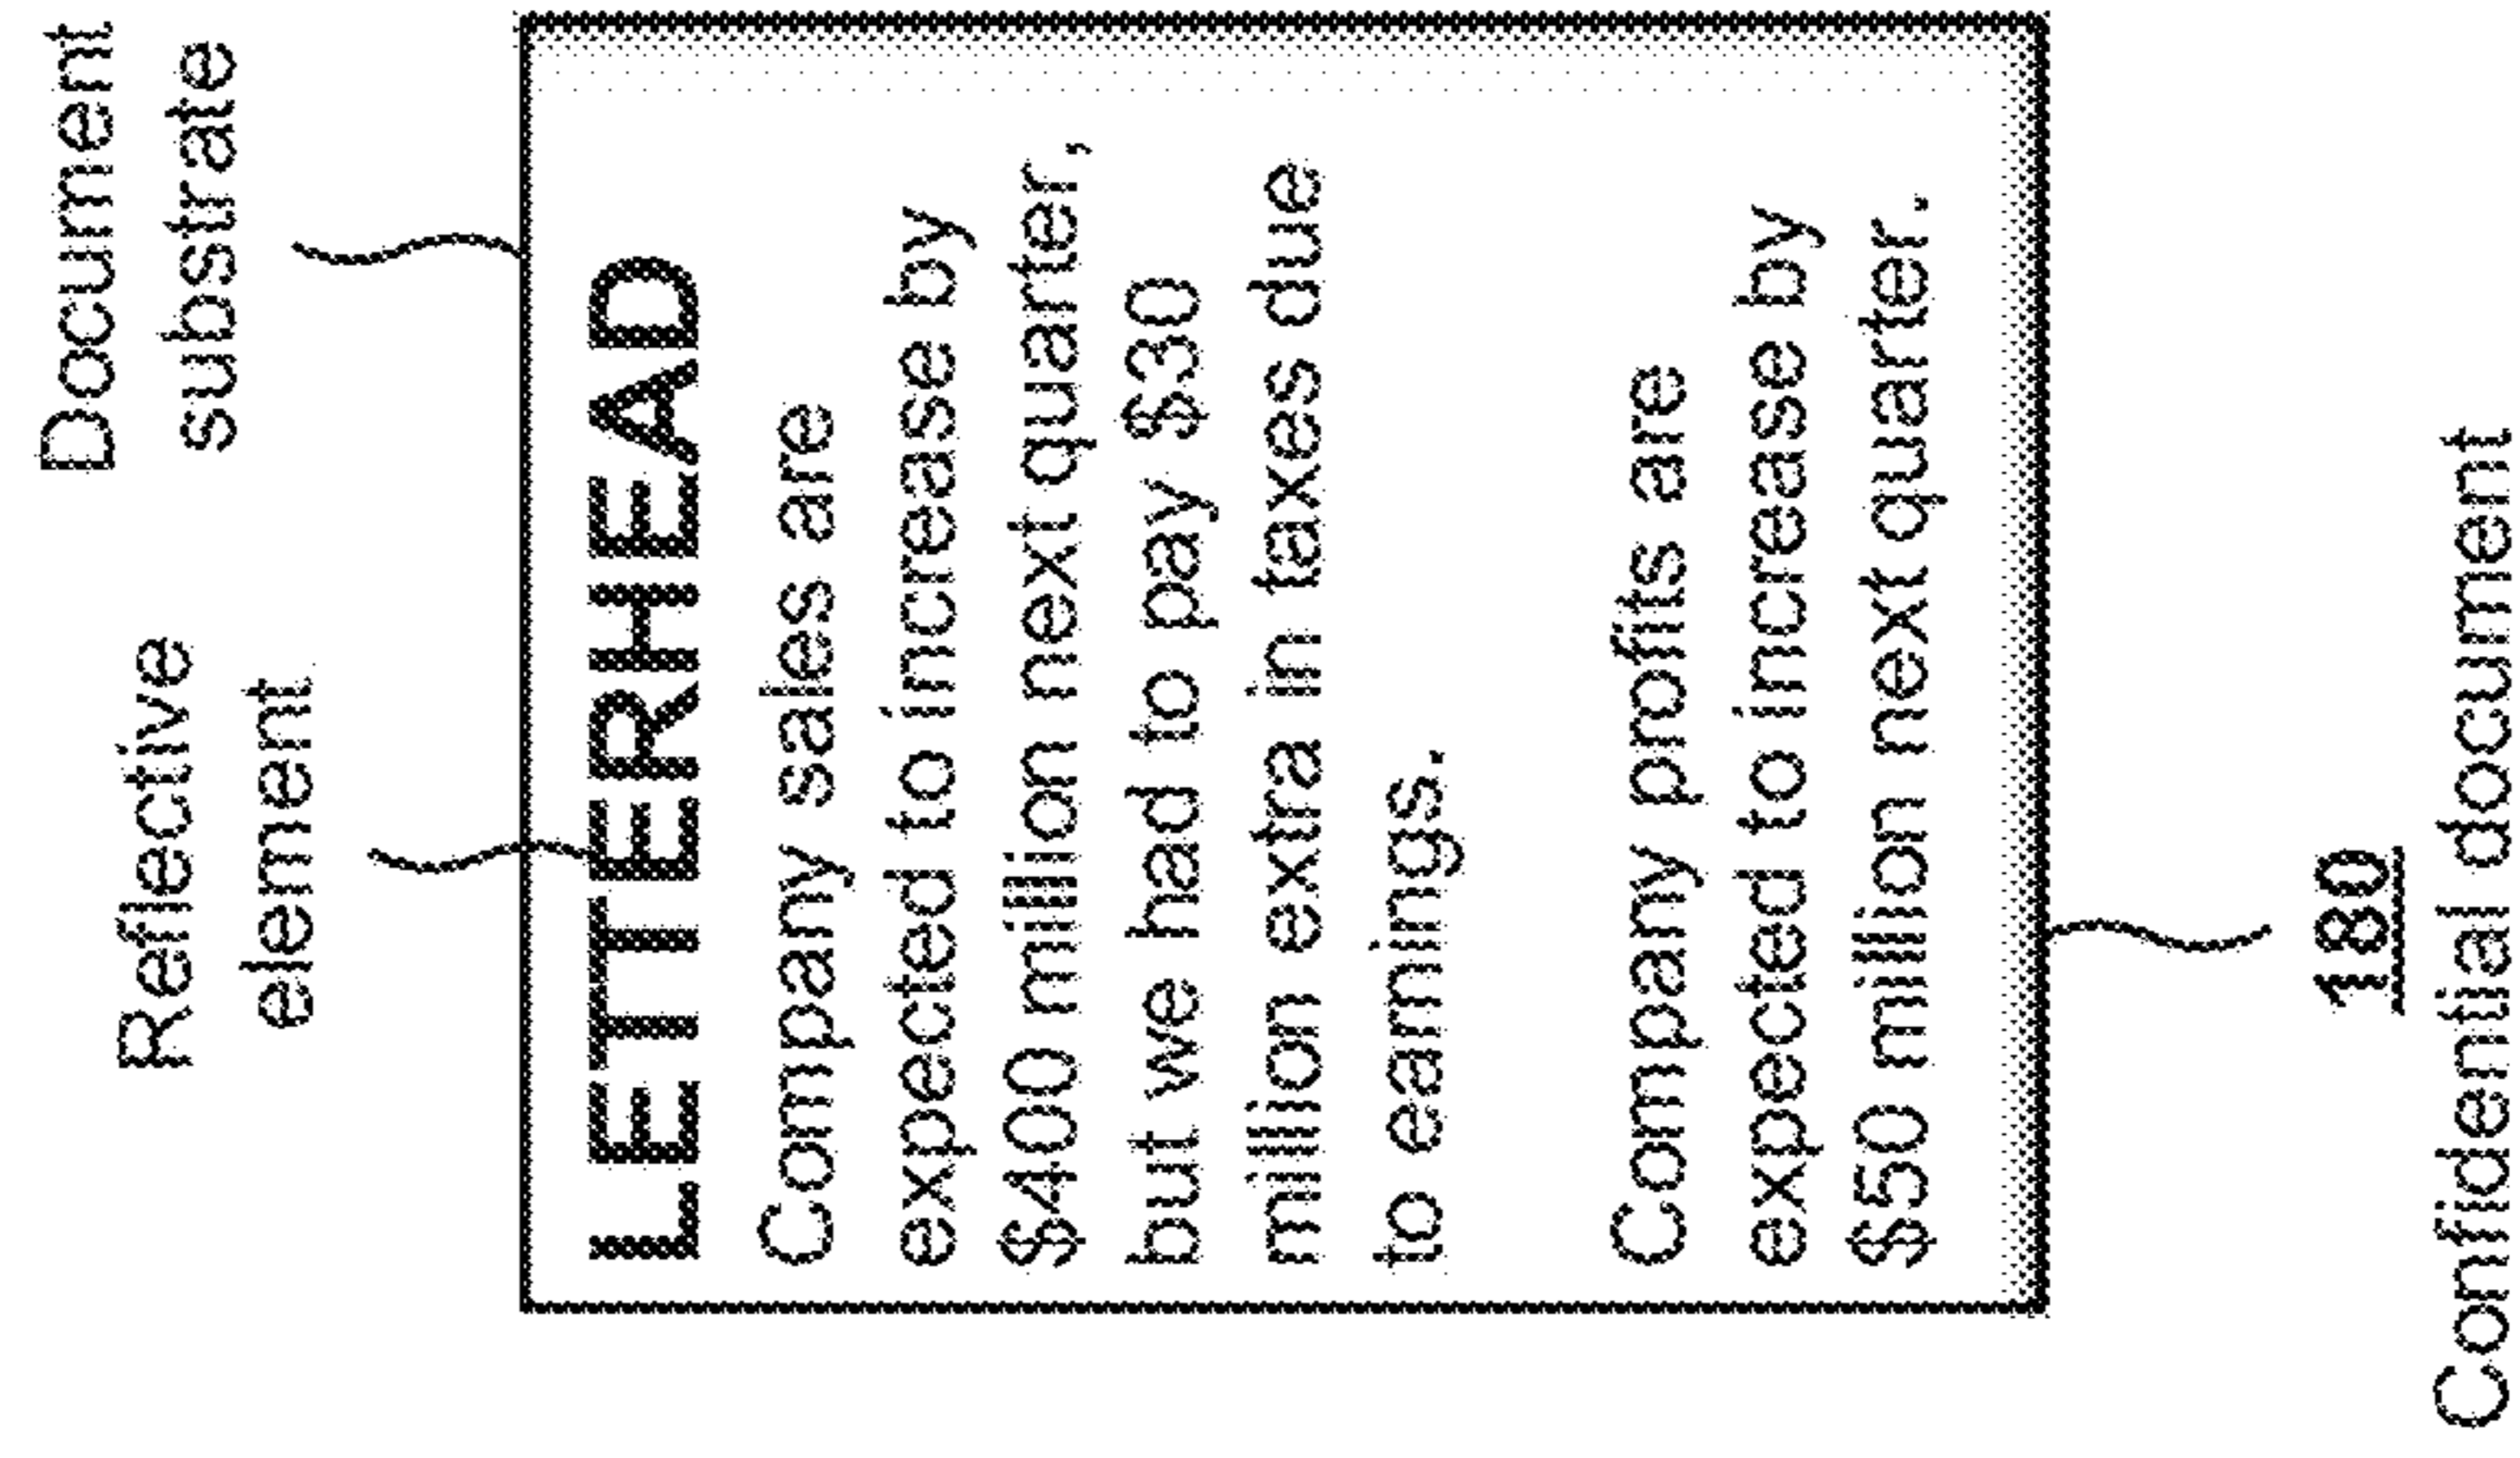 Reflective
element
Document
substrate
LETTERHEAD
Company sales are
expected to increase by
$400 million next quarter,
but we had to pay $30
million extra in taxes due
to earnings.
Company profits are
expected to increase by
$50 million next quarter.
180
Confidential document